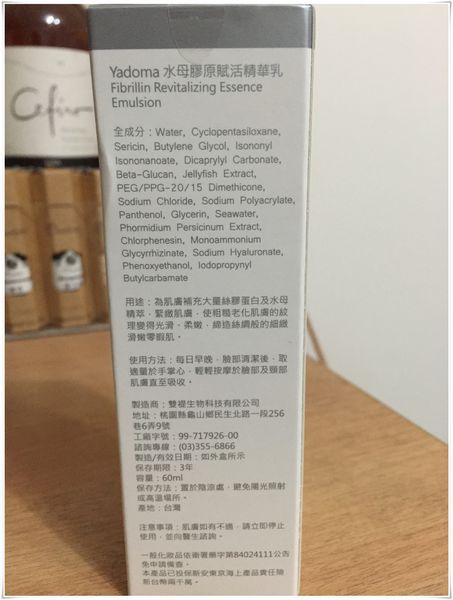 Yadoma 水母膠原賦活精華乳
Fibrillin Revitalizing Essence
Emulsion
全成分：Water, Cyclopentasiloxane,
Sericin, Butylene Glycol, Isononyl
Isononanoate, Dicaprylyl Carbonate,
Beta-Glucan, Jellyfish Extract,
PEG/PPG-20/15 Dimethicone,
Sodium Chloride, Sodium Polyacrylate,
Panthenol, Glycerin, Seawater,
Phormidium Persicinum Extract,
Chlorphenesin, Monoammonium
Glycyrrhizinate, Sodium Hyaluronate,
Phenoxyethanol, Iodopropynyl
Butylcarbamate
用途：為肌膚補充大量絲膠蛋白及水母
精萃，緊緻肌膚，使粗糙老化肌膚的紋
理變得光滑、柔嫩，締造絲綢般的細緻
滑嫩零瑕肌。
使用方法：每日早晚，臉部清潔後，取
適量於手掌心，輕輕按摩於臉部及頸部
肌膚直至吸收。
製造商：雙禔生物科技有限公司
地址：桃園縣龜山鄉民生北路一段256
巷6弄9號
工廠字號：99-717926-00
諮詢專線：(03)355-6866
製造/有效日期：如外盒所示
保存期限：3年
容量：60ml
保存方法：置於陰涼處，避免陽光照射
或高溫場所。
產地：台灣
注意事項：肌膚如有不適，請立即停止
使用，並向醫生諮詢。
一般化妝品依衛署藥字第84024111公告
免申請備查。
本產品已投保新安東京海上產品責任險
新台幣兩千萬。